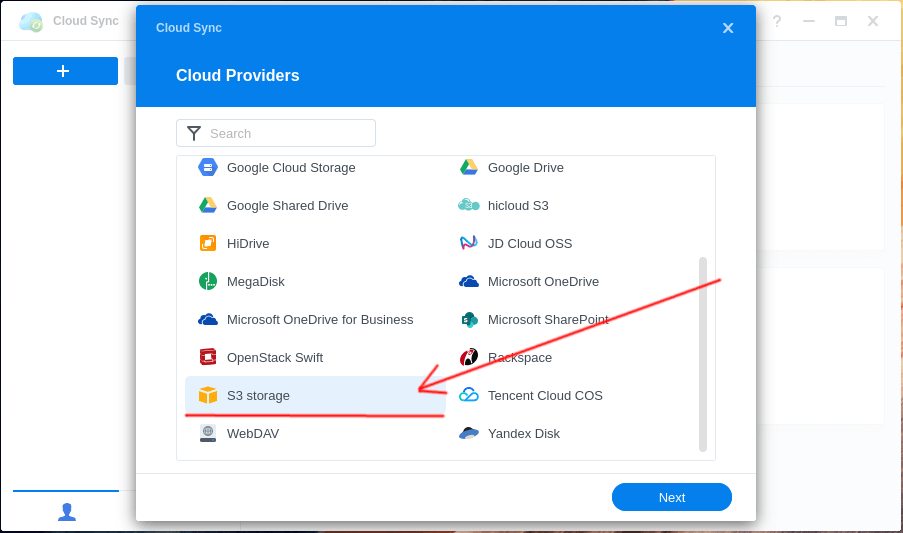 Cloud Sync
Cloud Sync
?
Cloud Providers
Search
Google Cloud Storage
Google Drive
Google Shared Drive
hicloud S3
HiDrive
JD Cloud OSS
MegaDisk
Microsoft OneDrive
Microsoft OneDrive for Business
Microsoft SharePoint
OpenStack Swift
Rackspace
S3 storage
Tencent Cloud COS
WebDAV
Yandex Disk
Next